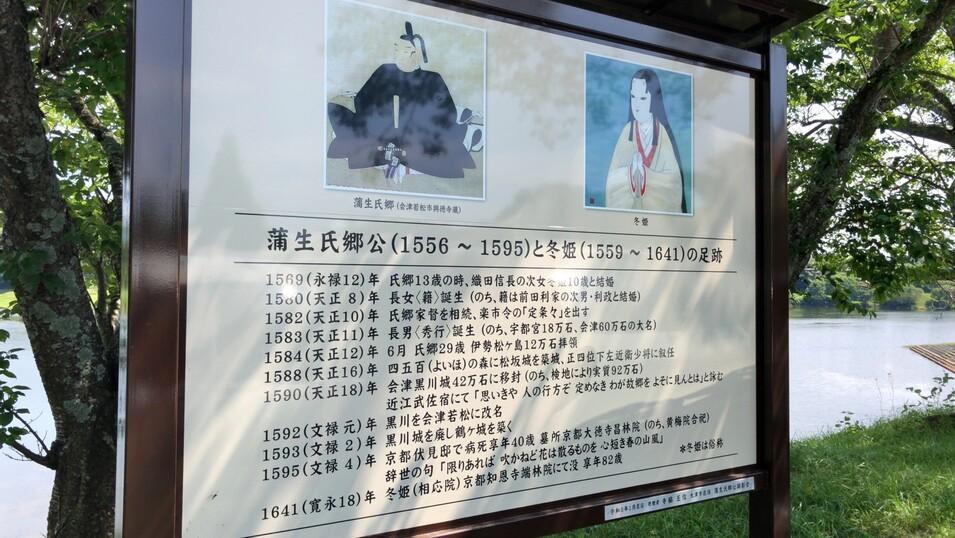 蒲生氏郷(会津若松市興徳寺蔵)
冬姫
蒲生氏郷公(1556 ～ 1595)と冬姫(1559 ～ 1641)の足跡
1569(永禄12)年 氏郷13歳の時、織田信長の次女冬姫10歳と結婚
1580(天正 8)年 長女〈籍〉誕生 (のち、籍は前田利家の次男・利政と結婚)
1582(天正10)年 氏郷家督を相続、楽市令の「定条々」を出す
1583(天正11)年 長男〈秀行〉誕生 (のち、宇都宮18万石、会津60万石の大名)
1584(天正12)年 6月 氏郷29歳 伊勢松ケ島12万石拝領
1588(天正16)年 四五百(よいほ)の森に松坂城を築城、正四位下左近衛少将に叙任
1590(天正18)年 会津黒川城42万石に移封 (のち、検地により実質92万石)
近江武佐宿にて「思いきや 人の行方ぞ 定めなき わが故郷を よそに見んとは」と詠む
1592(文禄 元)年 黒川を会津若松に改名
1593(文禄 2)年 黒川城を廃し鶴ケ城を築く
1595(文禄 4)年 京都伏見邸で病死享年40歳 墓所京都大徳寺昌林院 (のち、黄梅院合祀)
辞世の句 「限りあれば 吹かねど花は散るものを 心短き春の山風」
1641(寛永18)年 冬姫(相応院)京都知恩寺瑞林院にて没 享年82歳
＊冬姫は俗称